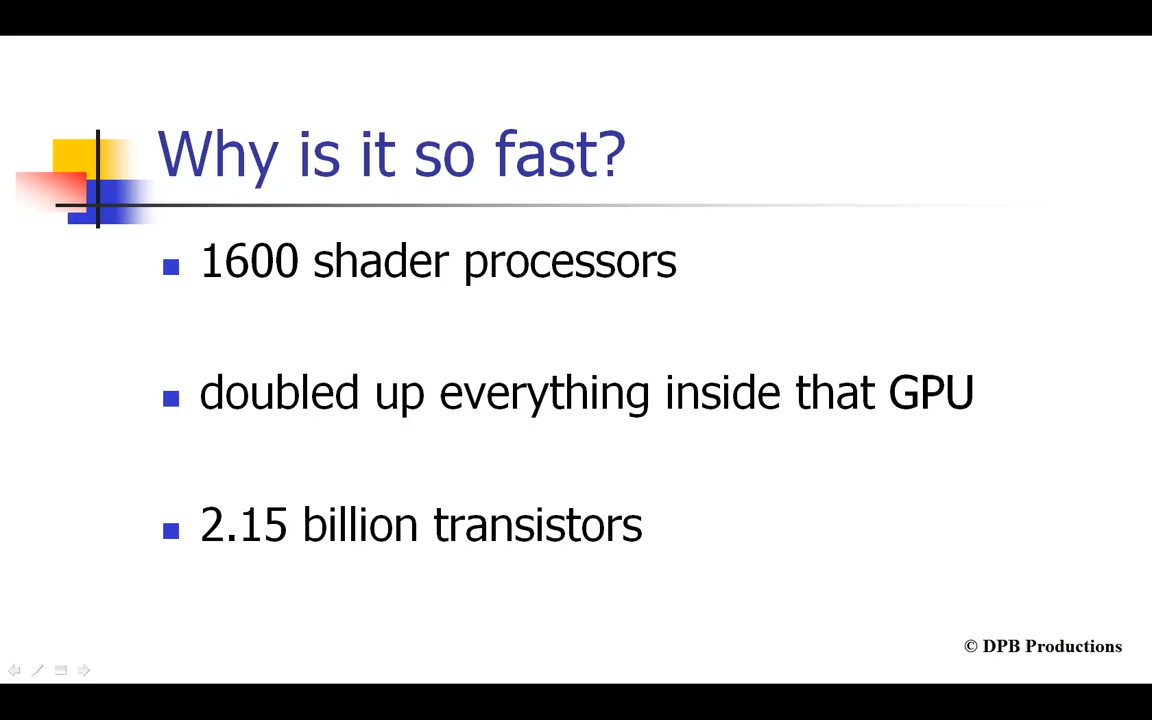 Why is it so fast?
1600 shader processors
doubled up everything inside that GPU
2.15 billion transistors
© DPB Productions